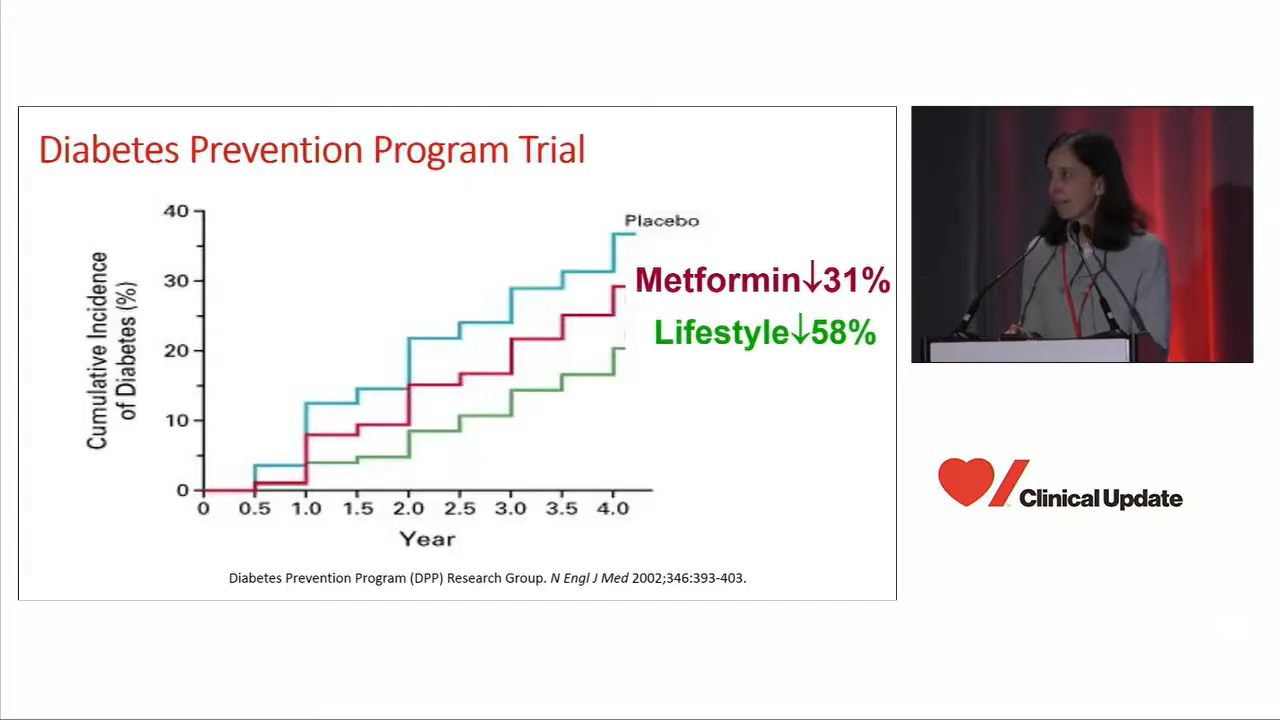 Diabetes Prevention Program Trial
40
30
20
10
0
Cumulative Incidence
of Diabetes (%)
Placebo
Metformin↓31%
Lifestyle↓58%
0 0.5 1.0 1.5 2.0 2.5 3.0 3.5 4.0
Year
Diabetes Prevention Program (DPP) Research Group. N Engl J Med 2002;346:393-403.
Clinical Update